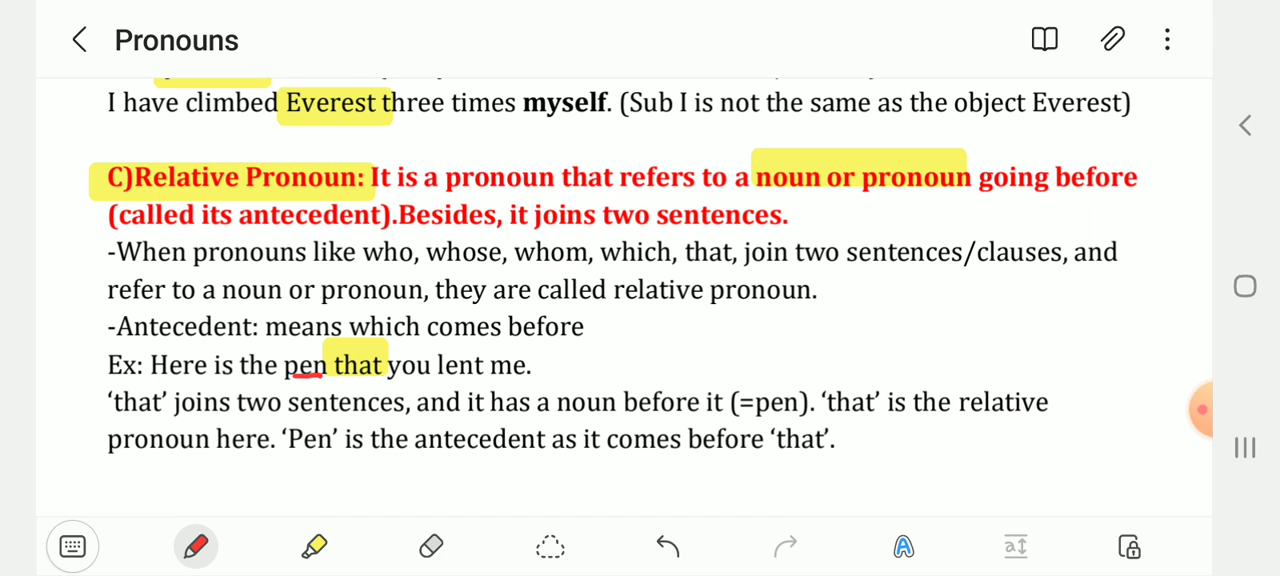 Pronouns
I have climbed Everest three times myself. (Sub I is not the same as the object Everest)
C)Relative Pronoun: It is a pronoun that refers to a noun or pronoun going before
(called its antecedent).Besides, it joins two sentences.
-When pronouns like who, whose, whom, which, that, join two sentences/clauses, and
refer to a noun or pronoun, they are called relative pronoun.
-Antecedent: means which comes before
Ex: Here is the pen that you lent me.
‘that’ joins two sentences, and it has a noun before it (=pen). ‘that’ is the relative
pronoun here. ‘Pen’ is the antecedent as it comes before ‘that’.